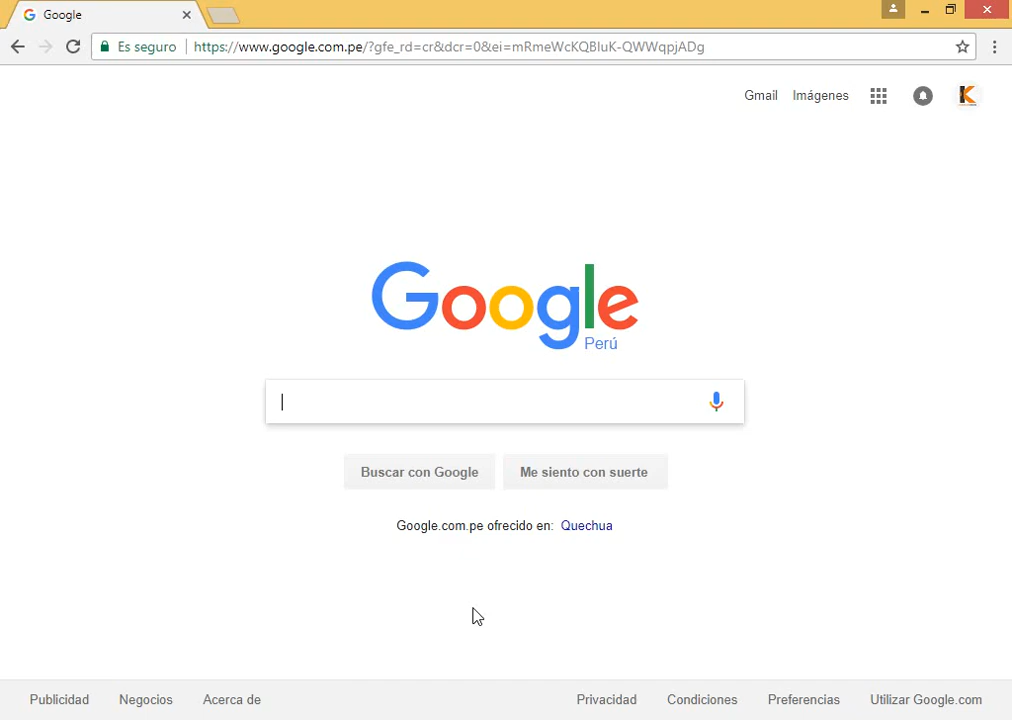 Google
Es seguro
https://www.google.com.pe/?gfe_rd=cr&dcr=0&ei=mRmeWcKQBIuK-QWWqpjADg
Gmail Imágenes K
Google
Perú
Buscar con Google Me siento con suerte
Google.com.pe ofrecido en: Quechua
Publicidad Negocios Acerca de Privacidad Condiciones Preferencias Utilizar Google.com